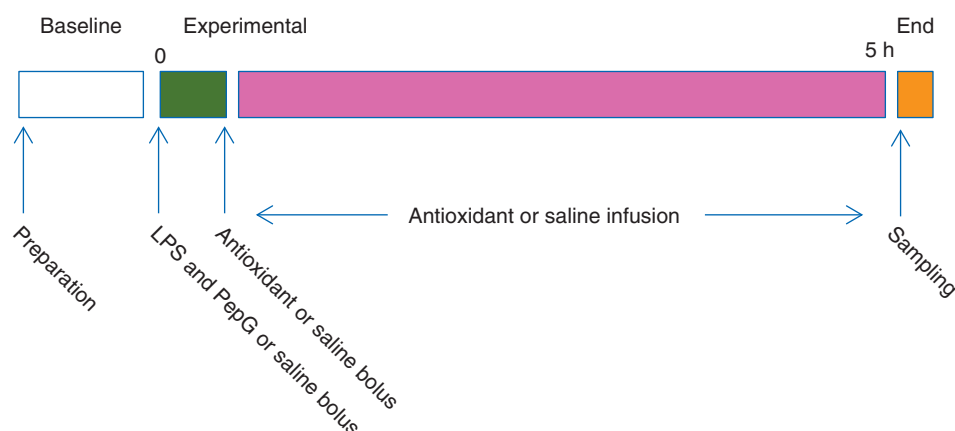 Baseline
Experimental
End
0
5 h
Antioxidant or saline infusion
Preparation
LPS and PepG or saline bolus
Antioxidant or saline bolus
Sampling